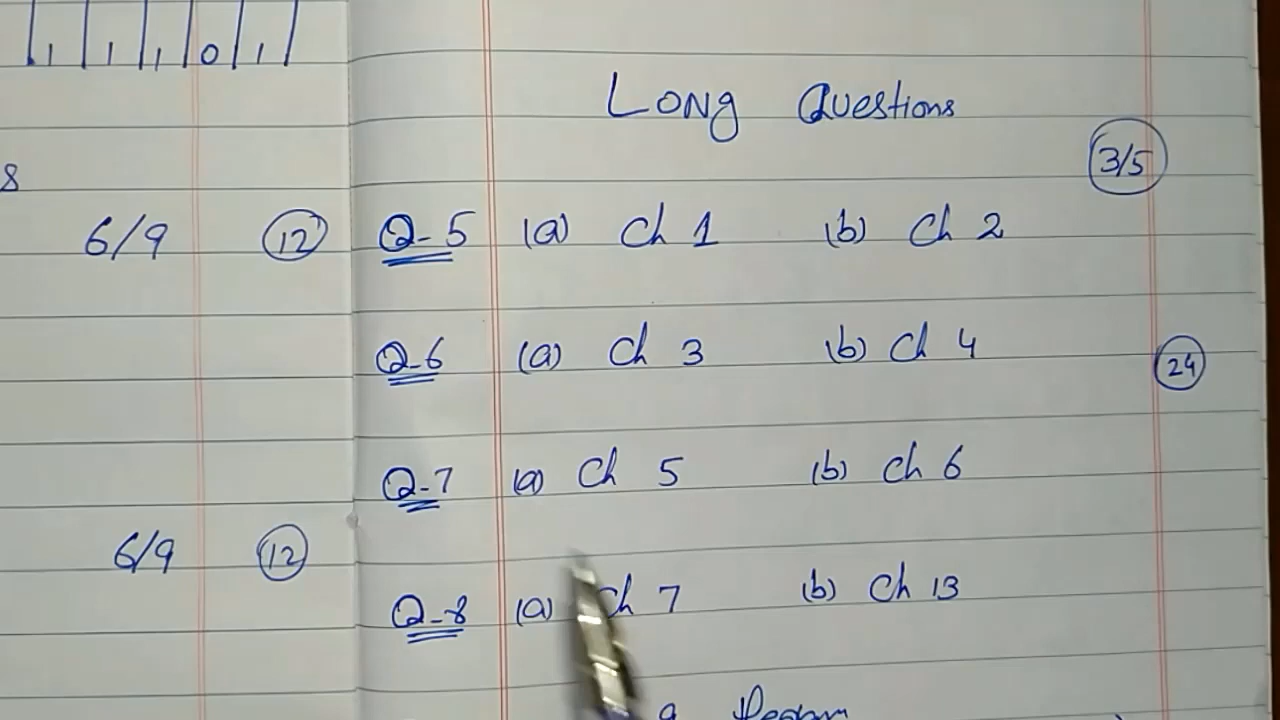 1 1 1 0 1
Long Questions
3/5
8
6/9 12 Q-5 (a) Ch 1 (b) Ch 2
Q-6 (a) Ch 3 (b) Ch 4
24
Q-7 (a) Ch 5 (b) Ch 6
6/9 12
Q-8 (a) Ch 7 (b) Ch 13